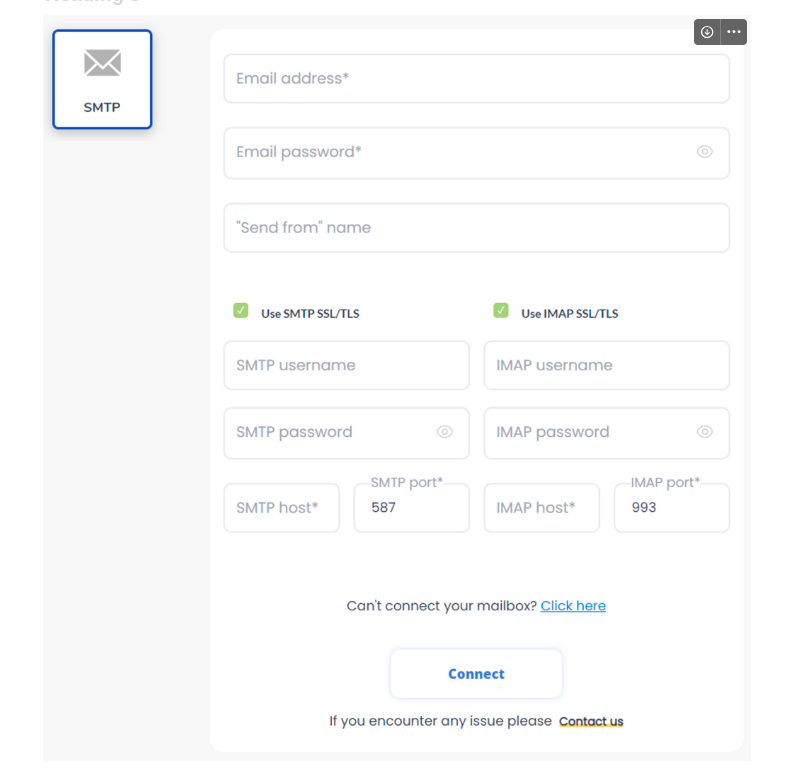 SMTP
Email address*
Email password*
"Send from" name
Use SMTP SSL/TLS
Use IMAP SSL/TLS
SMTP username
IMAP username
SMTP password
IMAP password
SMTP host*
SMTP port*
587
IMAP host*
IMAP port*
993
Can't connect your mailbox? Click here
Connect
If you encounter any issue please Contact us